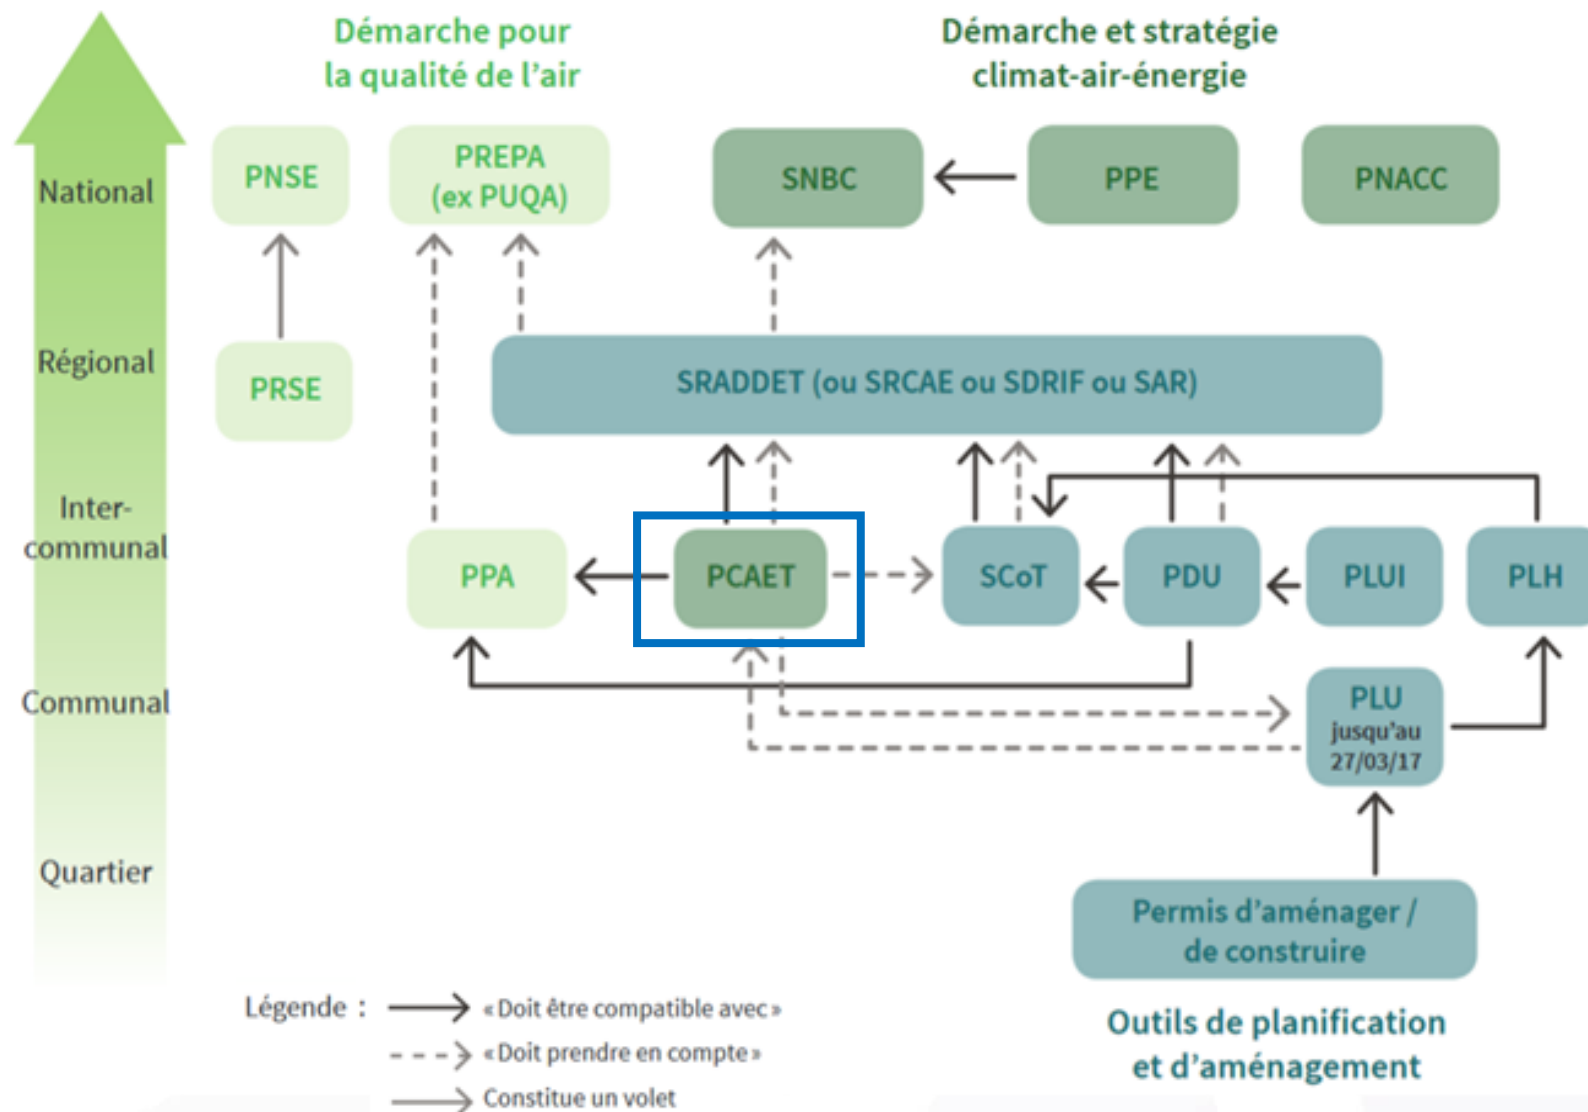 Démarche pour
la qualité de l'air
Démarche et stratégie
climat-air-énergie
National
PNSE
PREPA
(ex PUQA)
SNBC
PPE
PNACC
Régional
PRSE
SRADDET (ou SRCAE ou SDRIF ou SAR)
Inter-
communal
PPA
PCAET
SCoT
PDU
PLUI
PLH
Communal
PLU
jusqu'au
27/03/17
Quartier
Permis d'aménager /
de construire
Légende :
« Doit être compatible avec »
« Doit prendre en compte »
Constitue un volet
Outils de planification
et d'aménagement